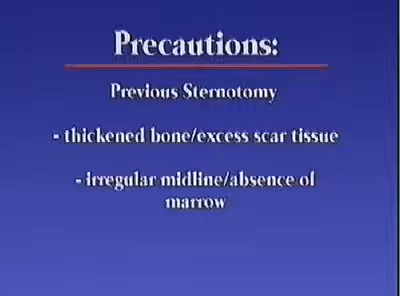 Precautions:
Previous Sternotomy
- thickened bone/excess scar tissue
- irregular midline/absence of
marrow